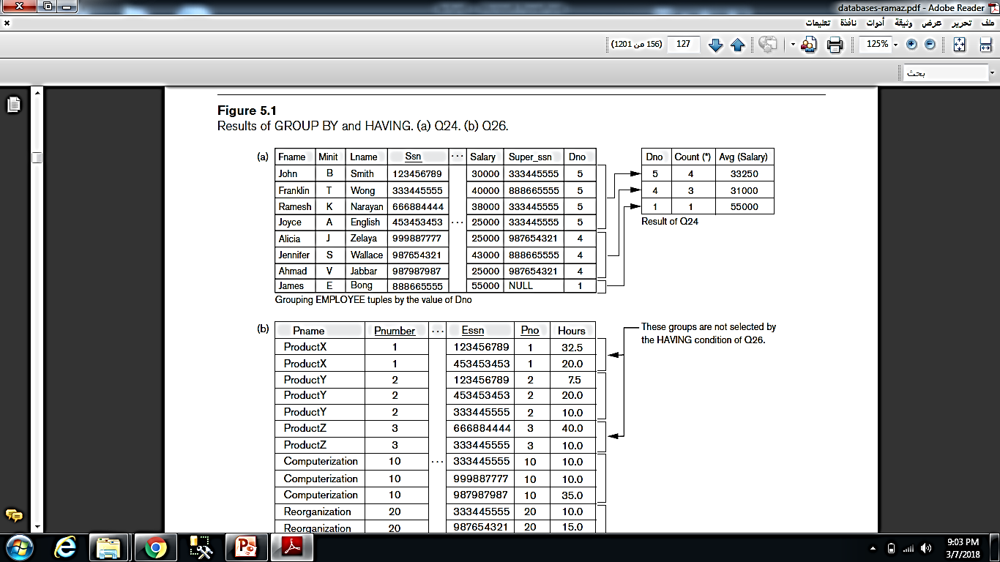 databases-ramaz.pdf - Adobe Reader
ملف تحرير عرض وثيقة أدوات نافذة تعليمات
(156 من 1201) 127 125%
بحث
Figure 5.1
Results of GROUP BY and HAVING. (a) Q24. (b) Q26.
(a) Fname Minit Lname Ssn ... Salary Super_ssn Dno
John B Smith 123456789 30000 333445555 5
Franklin T Wong 333445555 40000 888665555 5
Ramesh K Narayan 666884444 38000 333445555 5
Joyce A English 453453453 ... 25000 333445555 5
Alicia J Zelaya 999887777 25000 987654321 4
Jennifer S Wallace 987654321 43000 888665555 4
Ahmad V Jabbar 987987987 25000 987654321 4
James E Bong 888665555 55000 NULL 1
Grouping EMPLOYEE tuples by the value of Dno
Dno Count (*) Avg (Salary)
5 4 33250
4 3 31000
1 1 55000
Result of Q24
(b) Pname Pnumber ... Essn Pno Hours
ProductX 1 123456789 1 32.5
ProductX 1 453453453 1 20.0
ProductY 2 123456789 2 7.5
ProductY 2 453453453 2 20.0
ProductY 2 333445555 2 10.0
ProductZ 3 666884444 3 40.0
ProductZ 3 333445555 3 10.0
Computerization 10 ... 333445555 10 10.0
Computerization 10 999887777 10 10.0
Computerization 10 987987987 10 35.0
Reorganization 20 333445555 20 10.0
Reorganization 20 987654321 20 15.0
These groups are not selected by
the HAVING condition of Q26.
9:03 PM
3/7/2018